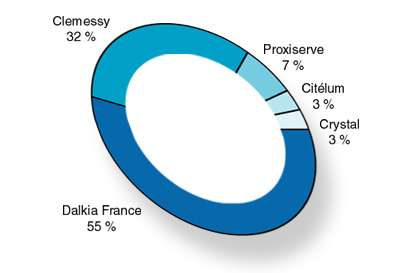 Clemessy
32 %
Proxiserve
7 %
Citélum
3 %
Crystal
3 %
Dalkia France
55 %